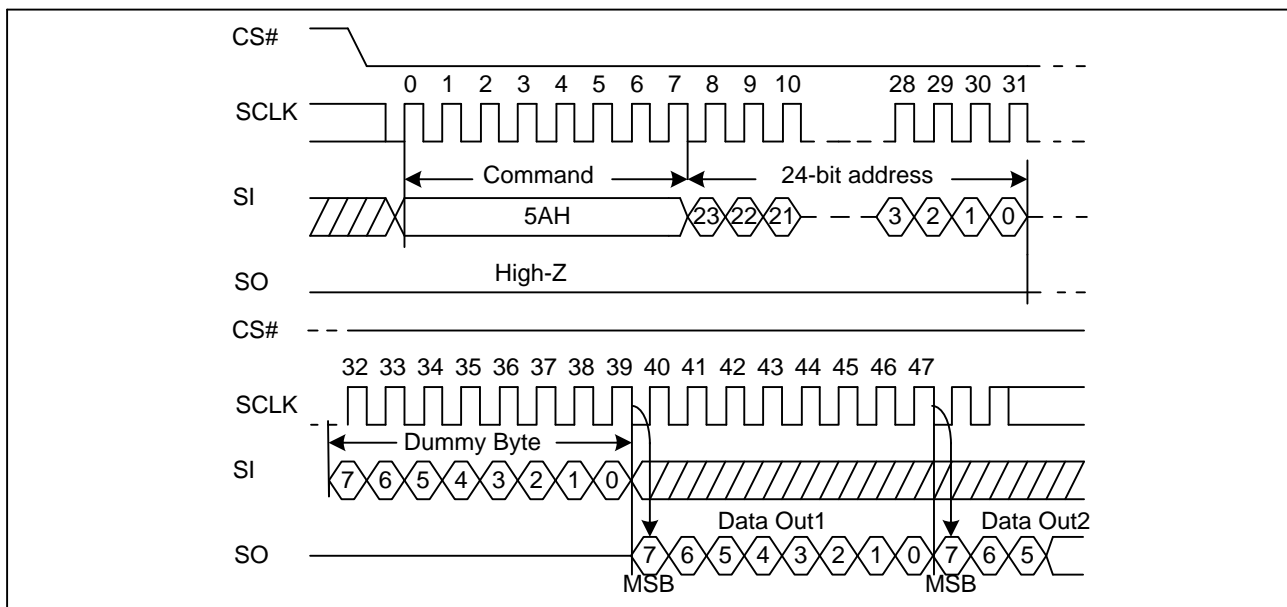 CS#
0 1 2 3 4 5 6 7 8 9 10 28 29 30 31
SCLK
Command 24-bit address
SI
5AH 23 22 21 3 2 1 0
High-Z
SO
CS#
32 33 34 35 36 37 38 39 40 41 42 43 44 45 46 47
SCLK
Dummy Byte
SI
7 6 5 4 3 2 1 0
Data Out1 Data Out2
SO
7 6 5 4 3 2 1 0 7 6 5
MSB MSB